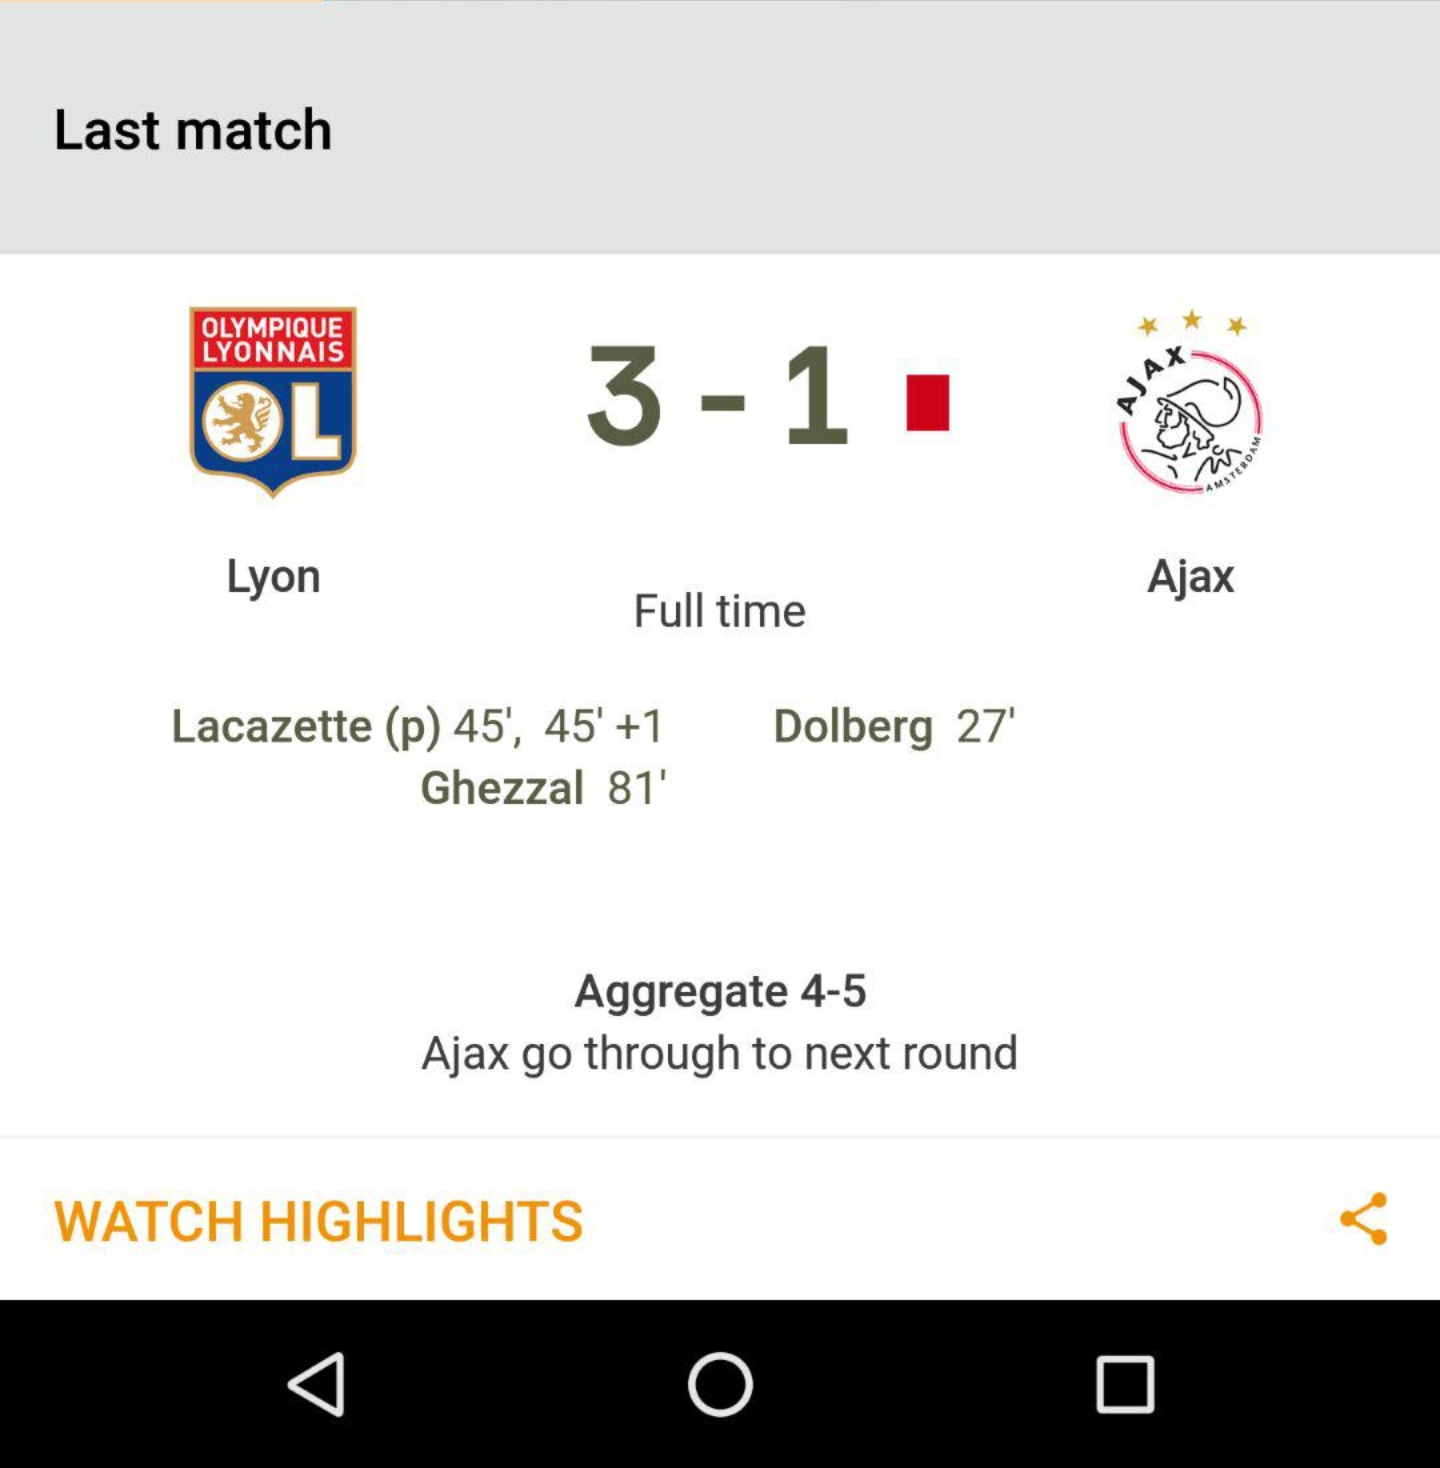 Last match
OLYMPIQUE
LYONNAIS
OL
3 - 1
AJAX
AMSTERDAM
Lyon
Ajax
Full time
Lacazette (p) 45', 45' +1
Dolberg 27'
Ghezzal 81'
Aggregate 4-5
Ajax go through to next round
WATCH HIGHLIGHTS